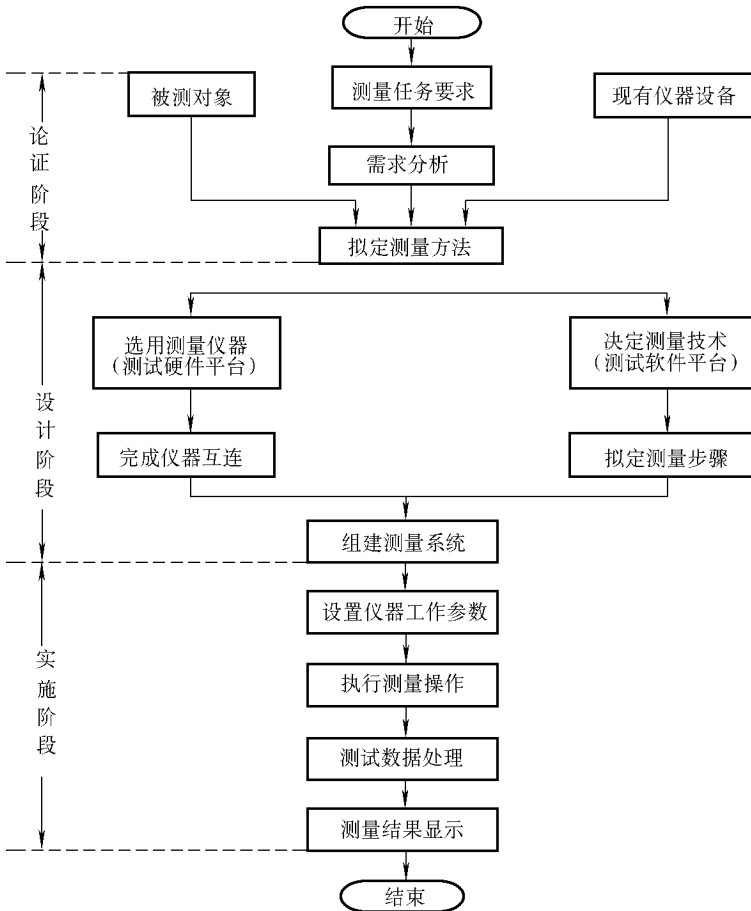 开始
被测对象
测量任务要求
现有仪器设备
论证阶段
需求分析
拟定测量方法
选用测量仪器
(测试硬件平台)
决定测量技术
(测试软件平台)
设计阶段
完成仪器互连
拟定测量步骤
组建测量系统
设置仪器工作参数
实施阶段
执行测量操作
测试数据处理
测量结果显示
结束